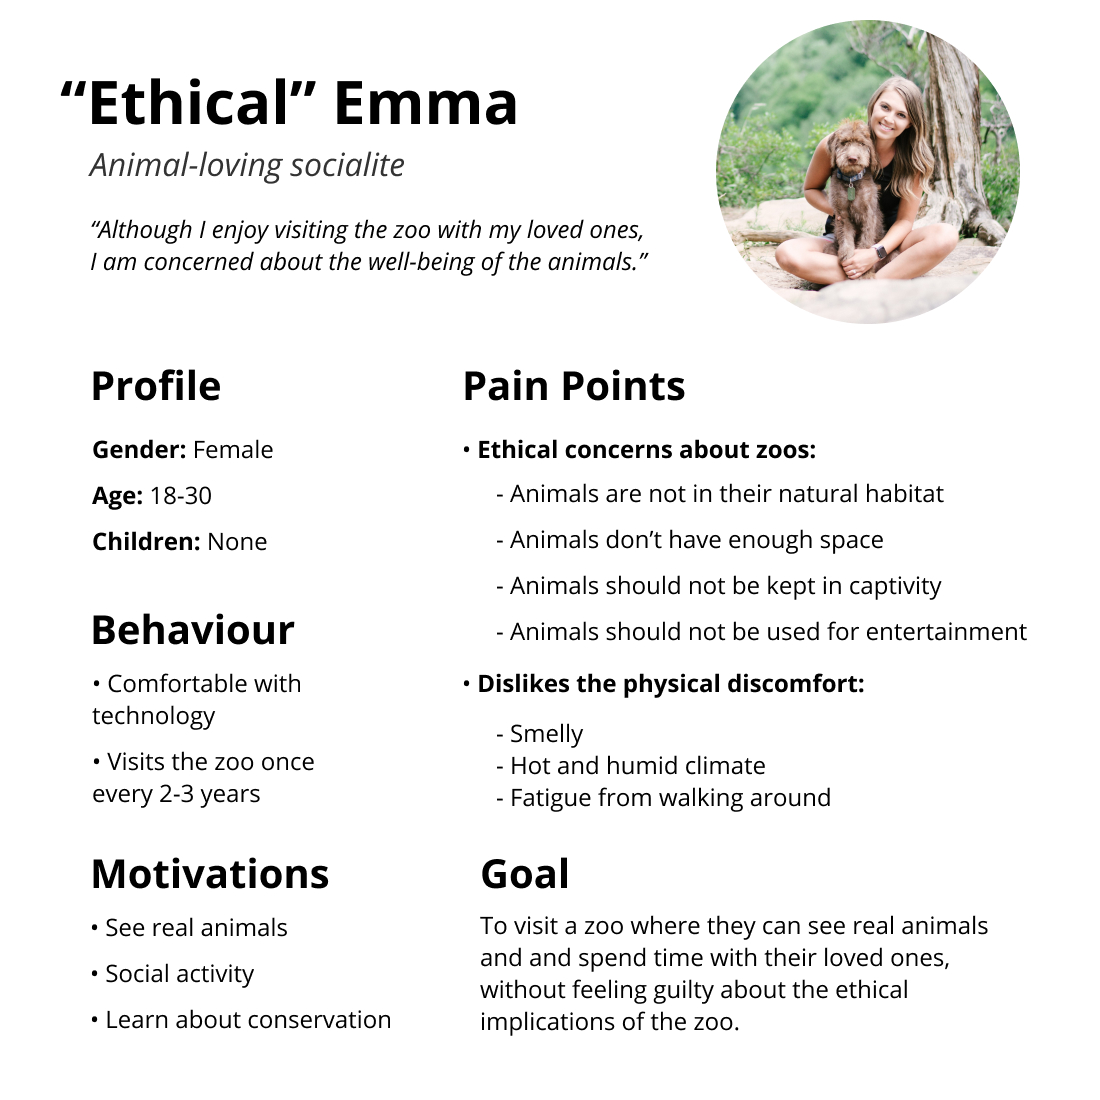 “Ethical” Emma
Animal-loving socialite
“Although I enjoy visiting the zoo with my loved ones,
I am concerned about the well-being of the animals.”
Profile
Gender: Female
Age: 18-30
Children: None
Behaviour
• Comfortable with
technology
• Visits the zoo once
every 2-3 years
Motivations
• See real animals
• Social activity
• Learn about conservation
Pain Points
• Ethical concerns about zoos:
- Animals are not in their natural habitat
- Animals don’t have enough space
- Animals should not be kept in captivity
- Animals should not be used for entertainment
• Dislikes the physical discomfort:
- Smelly
- Hot and humid climate
- Fatigue from walking around
Goal
To visit a zoo where they can see real animals
and and spend time with their loved ones,
without feeling guilty about the ethical
implications of the zoo.